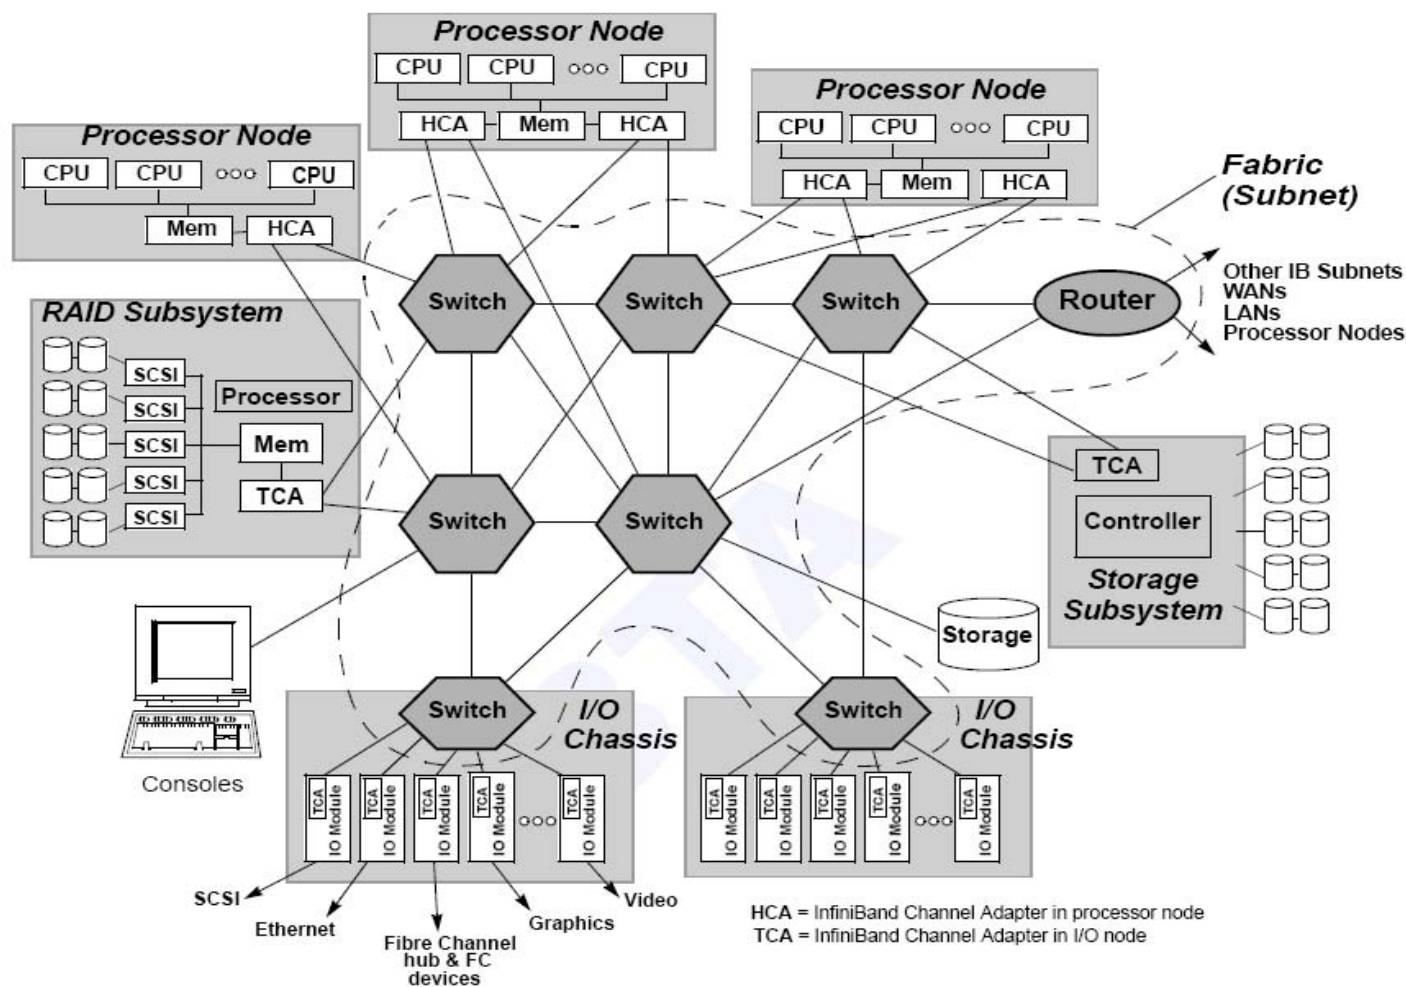 Processor Node
CPU CPU CPU
HCA Mem HCA
Processor Node
CPU CPU CPU
HCA Mem HCA
Processor Node
CPU CPU CPU
Mem HCA
Fabric
(Subnet)
Switch Switch Switch Router
Other IB Subnets
WANs
LANs
Processor Nodes
RAID Subsystem
SCSI
SCSI
SCSI
SCSI
SCSI
Processor
Mem
TCA
Switch Switch
TCA
Controller
Storage
Subsystem
Storage
Consoles
Switch
I/O
Chassis
TCA IO Module
TCA IO Module
TCA IO Module
TCA IO Module
TCA IO Module
Switch
I/O
Chassis
TCA IO Module
TCA IO Module
TCA IO Module
TCA IO Module
TCA IO Module
SCSI
Ethernet
Fibre Channel
hub & FC
devices
Graphics
Video
HCA = InfiniBand Channel Adapter in processor node
TCA = InfiniBand Channel Adapter in I/O node